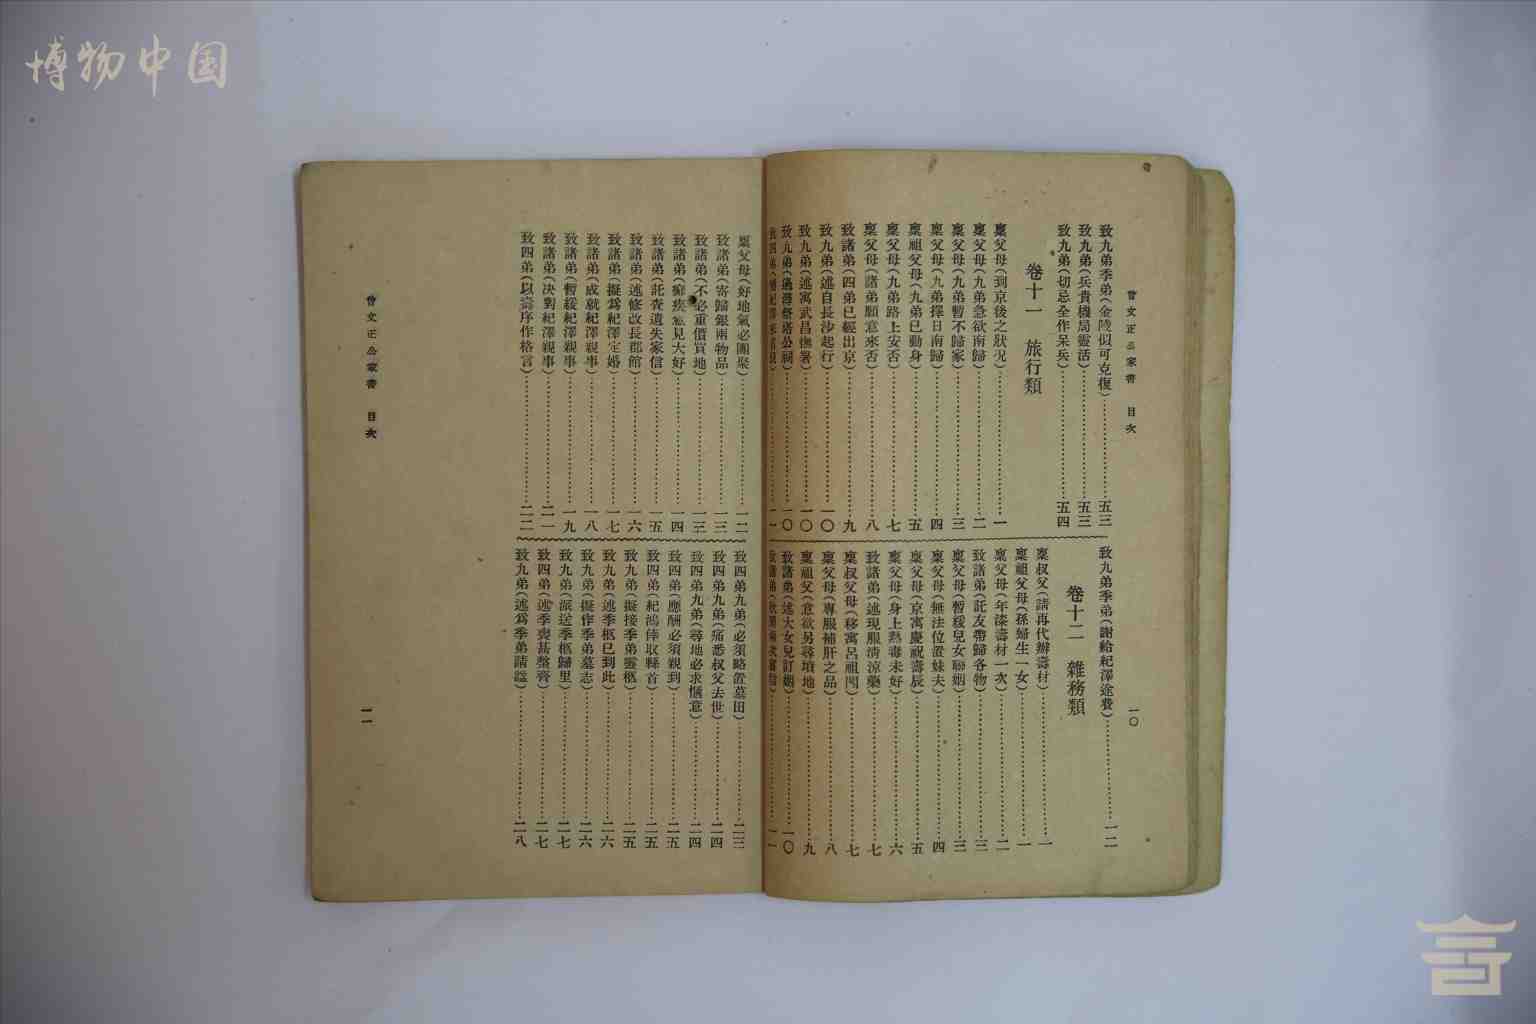 博物中国
曾文正公家書　目次
一〇
致九弟季弟(金陵似可克復)……五三
致九弟(兵貴機局靈活)……五三
致九弟(切忌全作呆兵)……五四
卷十一　旅行類
稟父母(到京後之狀況)……一
稟父母(九弟急欲南歸)……二
稟父母(九弟暫不歸家)……三
稟父母(九弟擇日南歸)……四
稟祖父母(九弟已動身)……五
稟父母(九弟路上安否)……七
稟父母(諸弟願意來否)……八
致諸弟(四弟已經出京)……九
致九弟(述自長沙起行)……一〇
致九弟(述寓武昌撫署)……一〇
致九弟(過港祭塔公祠)……一〇
致四弟
致九弟季弟(謝給紀澤途費)……一二
卷十二　雜務類
稟叔父(請再代辦壽材)……一
稟祖父母(孫婦生一女)……一
稟父母(年漆壽材一次)……二
致諸弟(託友帶歸各物)……三
稟父母(暫緩兒女聯姻)……三
稟父母(無法位置妹夫)……四
稟父母(京寓慶祝壽辰)……五
稟父母(身上熱毒未好)……六
致諸弟(述現服清涼藥)……七
稟叔父母(移寓呂祖閣)……七
稟父母(專服補肝之品)……八
稟祖父(意欲另尋墳地)……九
致諸弟(述大女兒訂姻)……一〇
致諸弟
稟父母(好地氣必團聚)……一二
致諸弟(寄歸銀兩物品)……一三
致諸弟(不必重價買地)……一三
致諸弟(癬疾忽見大好)……一四
致諸弟(託查遺失家信)……一五
致諸弟(述修改長郡館)……一六
致諸弟(擬爲紀澤定婚)……一七
致諸弟(成就紀澤親事)……一八
致諸弟(暫緩紀澤親事)……一九
致諸弟(決對紀澤親事)……二一
致四弟(以壽序作格言)……二二
致四弟九弟(必須略置墓田)……二三
致四弟九弟(痛悉叔父去世)……二四
致四弟九弟(尋地必求愜意)……二四
致四弟(應酬必須親到)……二五
致四弟(紀鴻倖取縣首)……二五
致九弟(擬接季弟靈柩)……二五
致九弟(述季柩已到此)……二六
致九弟(擬作季弟墓志)……二六
致九弟(派送季柩歸里)……二七
致四弟(述季喪甚整齊)……二七
致九弟(述爲季弟請諡)……二八
曾文正公家書　目次
一一